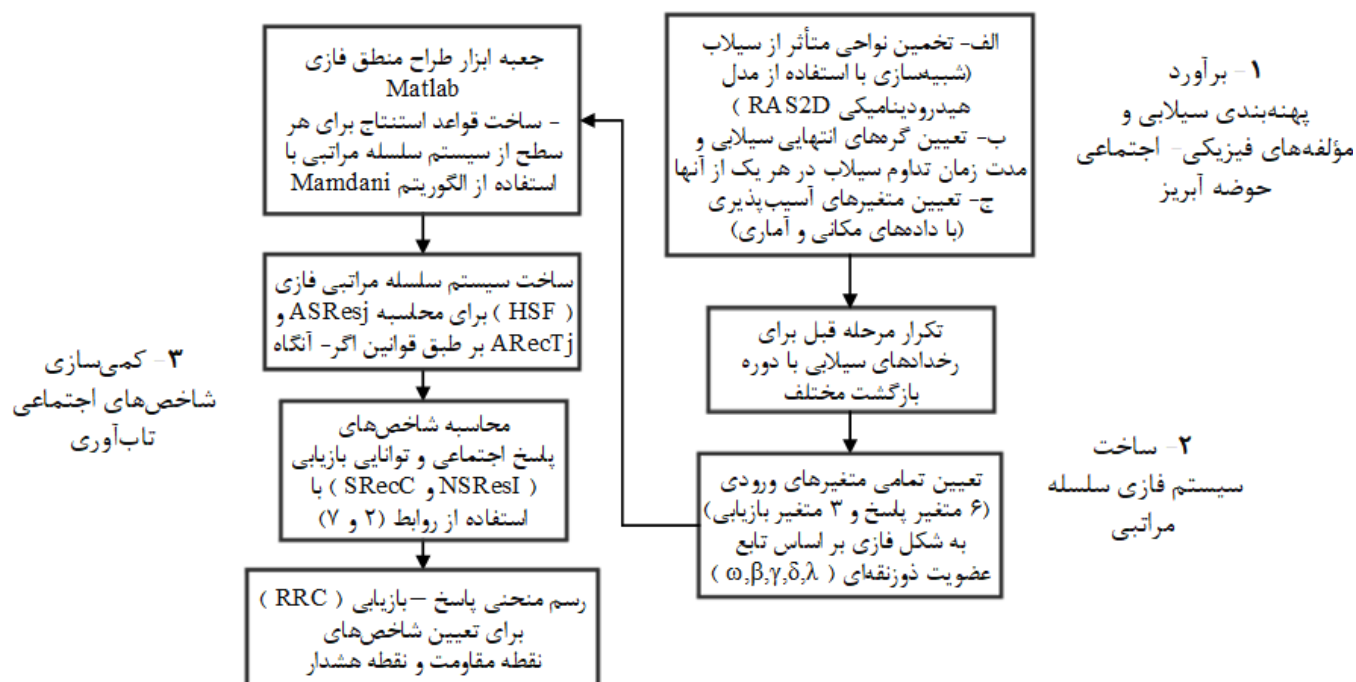 ۱- برآورد
پهنه‌بندی سیلابی و
مؤلفه‌های فیزیکی- اجتماعی
حوضه آبریز
الف- تخمین نواحی متأثر از سیلاب
(شبیه‌سازی با استفاده از مدل
هیدرودینامیکی RAS2D )
ب- تعیین گره‌های انتهایی سیلابی و
مدت زمان تداوم سیلاب در هر یک از آنها
ج- تعیین متغیرهای آسیب‌پذیری
(با داده‌های مکانی و آماری)
تکرار مرحله قبل برای
رخدادهای سیلابی با دوره
بازگشت مختلف
۲- ساخت
سیستم فازی سلسله
مراتبی
تعیین تمامی متغیرهای ورودی
(۶ متغیر پاسخ و ۳ متغیر بازیابی)
به شکل فازی بر اساس تابع
عضویت ذوزنقه‌ای ( ω,β,γ,δ,λ )
جعبه ابزار طراح منطق فازی
Matlab
- ساخت قواعد استنتاج برای هر
سطح از سیستم سلسله مراتبی با
استفاده از الگوریتم Mamdani
ساخت سیستم سلسله مراتبی فازی
( HSF ) برای محلسبه ASResj و
ARecTj بر طبق قوانین اگر- آنگاه
۳- کمی‌سازی
شاخص‌های اجتماعی
تاب‌آوری
محاسبه شاخص‌های
پاسخ اجتماعی و توانایی بازیابی
( NSResI و SRecC ) با
استفاده از روابط (۲ و ۷)
رسم منحنی پاسخ –بازیابی ( RRC )
برای تعیین شاخص‌های
نقطه مقاومت و نقطه هشدار